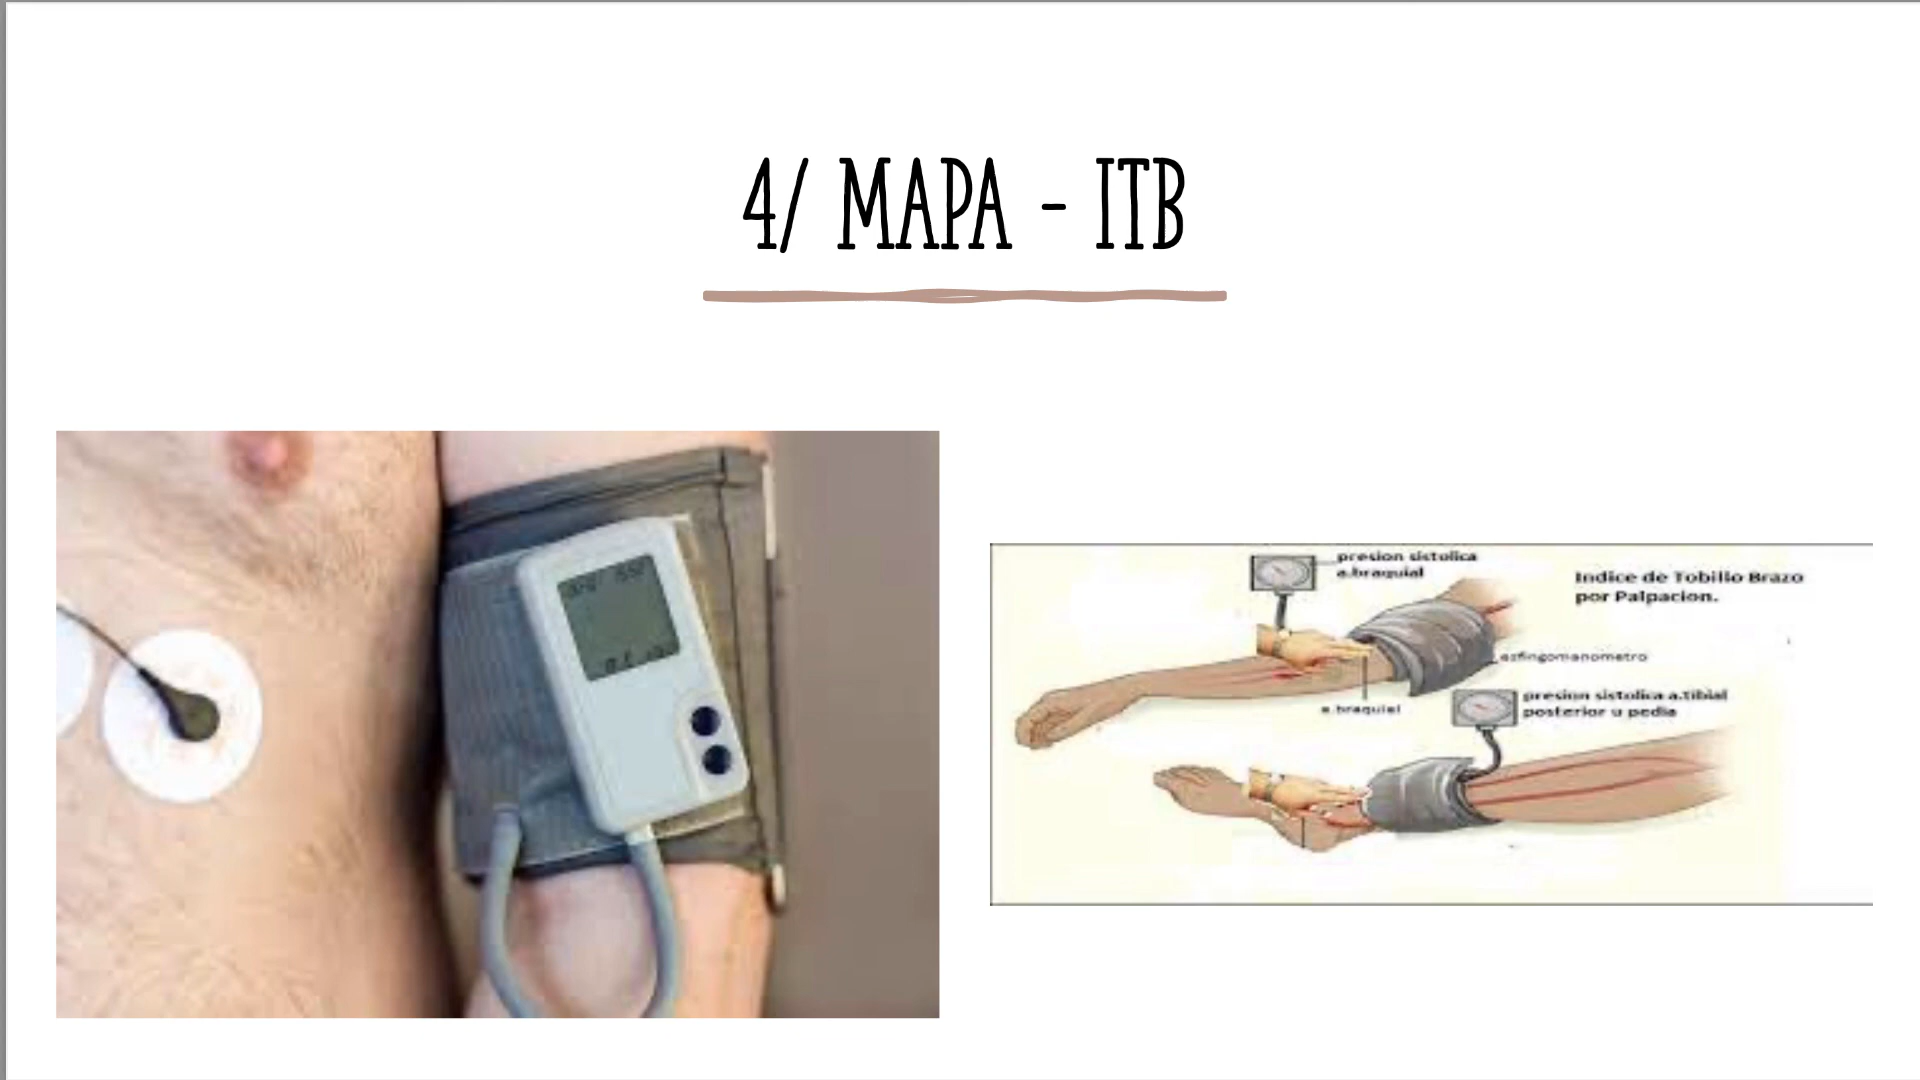 4/ MAPA - ITB
presion sistolica
a.braquial
Indice de Tobillo Brazo
por Palpacion.
esfingomanometro
presion sistolica a.tibial
posterior u pedia
a.braquial